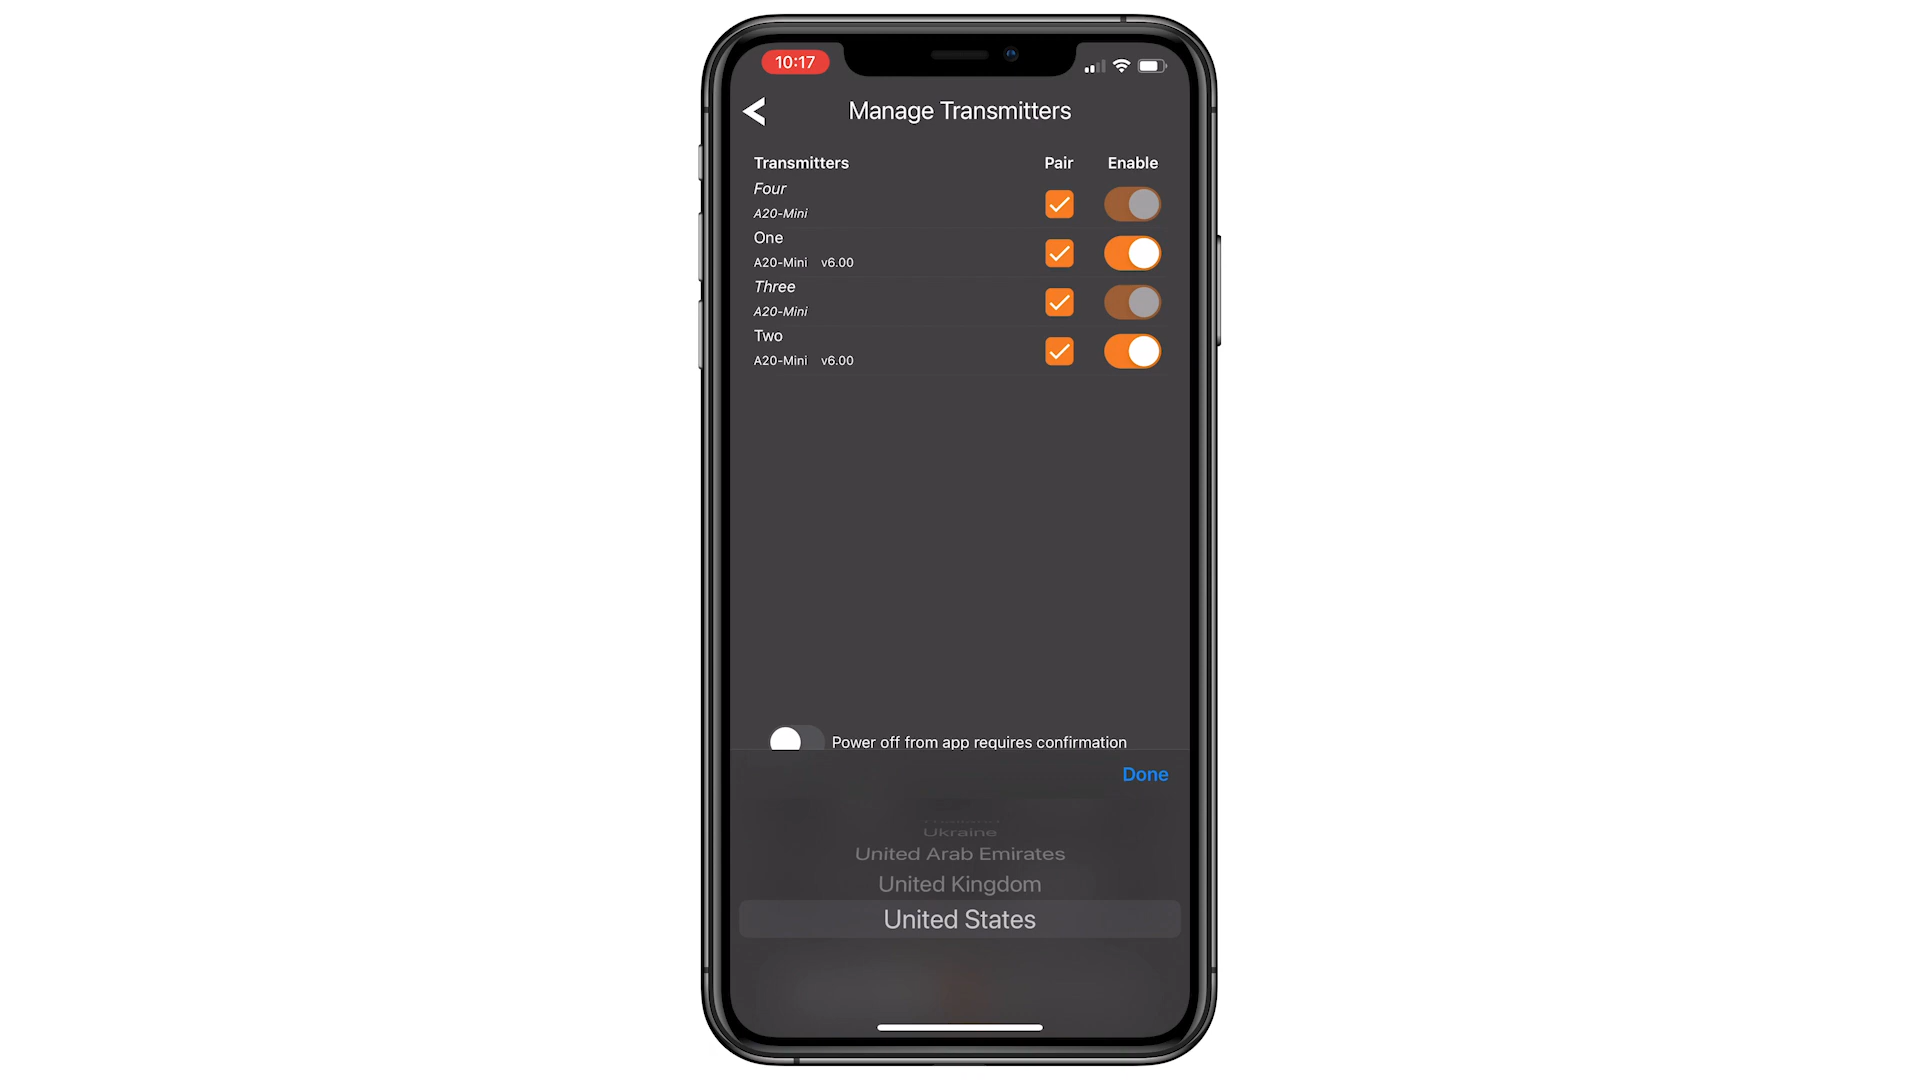 10:17
Manage Transmitters
Transmitters Pair Enable
Four
A20-Mini
One
A20-Mini v6.00
Three
A20-Mini
Two
A20-Mini v6.00
Power off from app requires confirmation
Done
Ukraine
United Arab Emirates
United Kingdom
United States